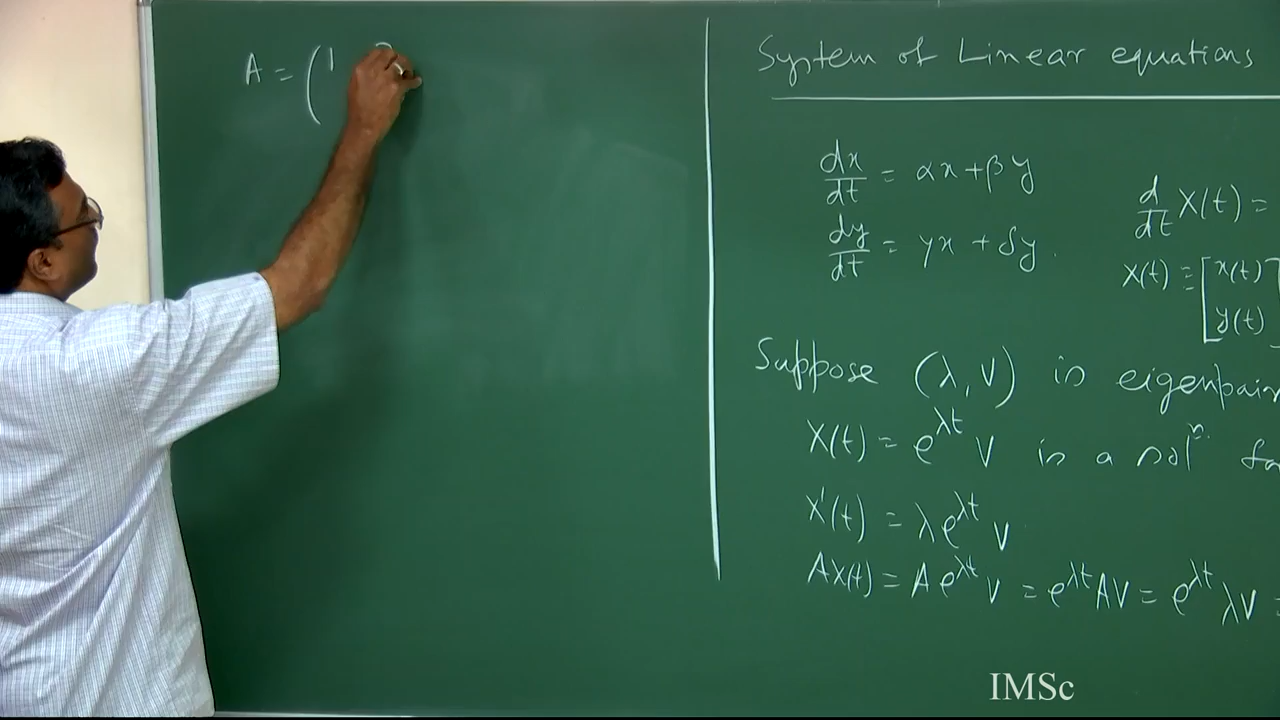 A = ( 1
System of Linear equations
dx/dt = αx + βy
dy/dt = γx + δy.
d/dt X(t) =
X(t) = [ x(t)
y(t)
Suppose (λ, V) is eigenpair
X(t) = e^{λt} V is a solⁿ. fo
X'(t) = λe^{λt} V
AX(t) = A e^{λt} V = e^{λt} AV = e^{λt} λV =
IMSc